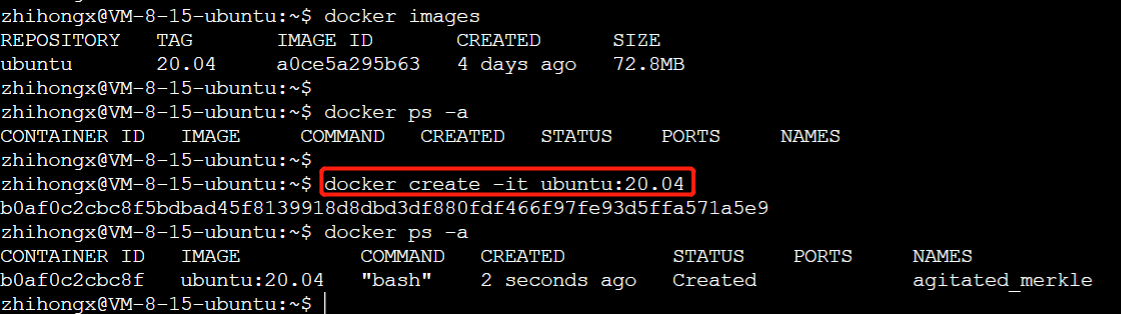 zhihongx@VM-8-15-ubuntu:~$ docker images
REPOSITORY TAG IMAGE ID CREATED SIZE
ubuntu 20.04 a0ce5a295b63 4 days ago 72.8MB
zhihongx@VM-8-15-ubuntu:~$
zhihongx@VM-8-15-ubuntu:~$ docker ps -a
CONTAINER ID IMAGE COMMAND CREATED STATUS PORTS NAMES
zhihongx@VM-8-15-ubuntu:~$
zhihongx@VM-8-15-ubuntu:~$ docker create -it ubuntu:20.04
b0af0c2cbc8f5bdbad45f8139918d8dbd3df880fdf466f97fe93d5ffa571a5e9
zhihongx@VM-8-15-ubuntu:~$ docker ps -a
CONTAINER ID IMAGE COMMAND CREATED STATUS PORTS NAMES
b0af0c2cbc8f ubuntu:20.04 "bash" 2 seconds ago Created agitated_merkle
zhihongx@VM-8-15-ubuntu:~$